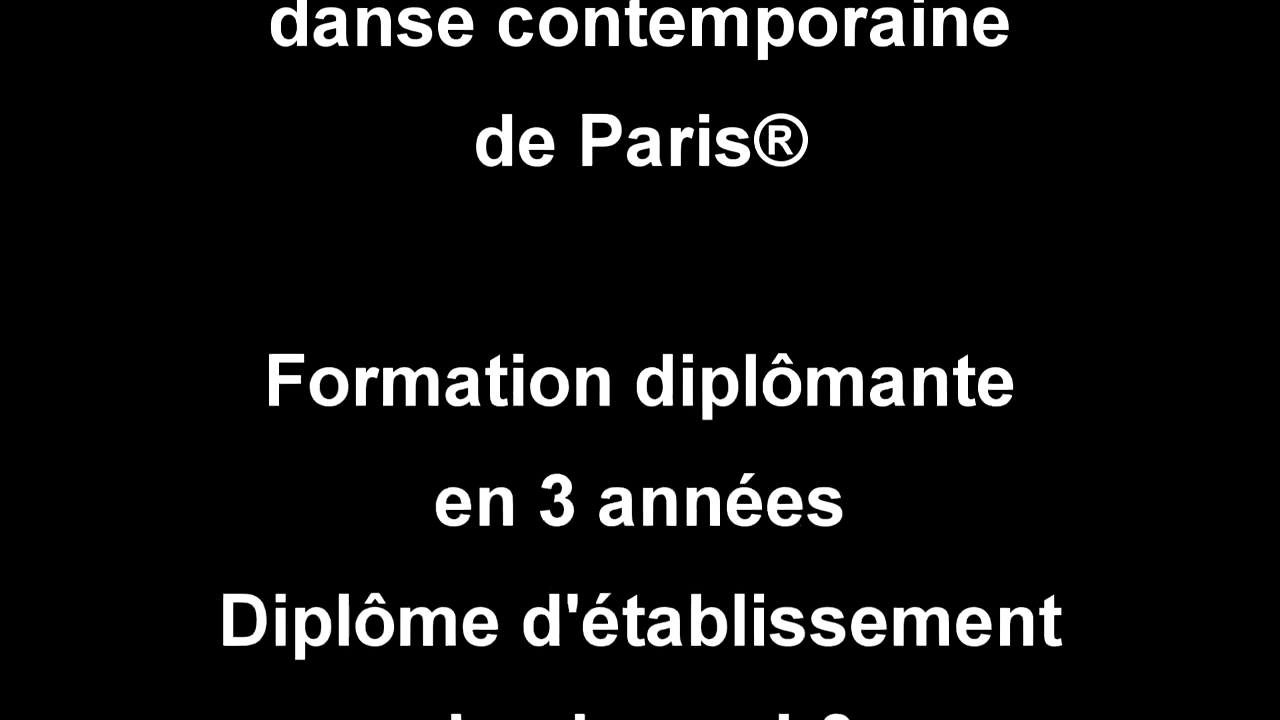 danse contemporaine
de Paris®
Formation diplômante
en 3 années
Diplôme d'établissement